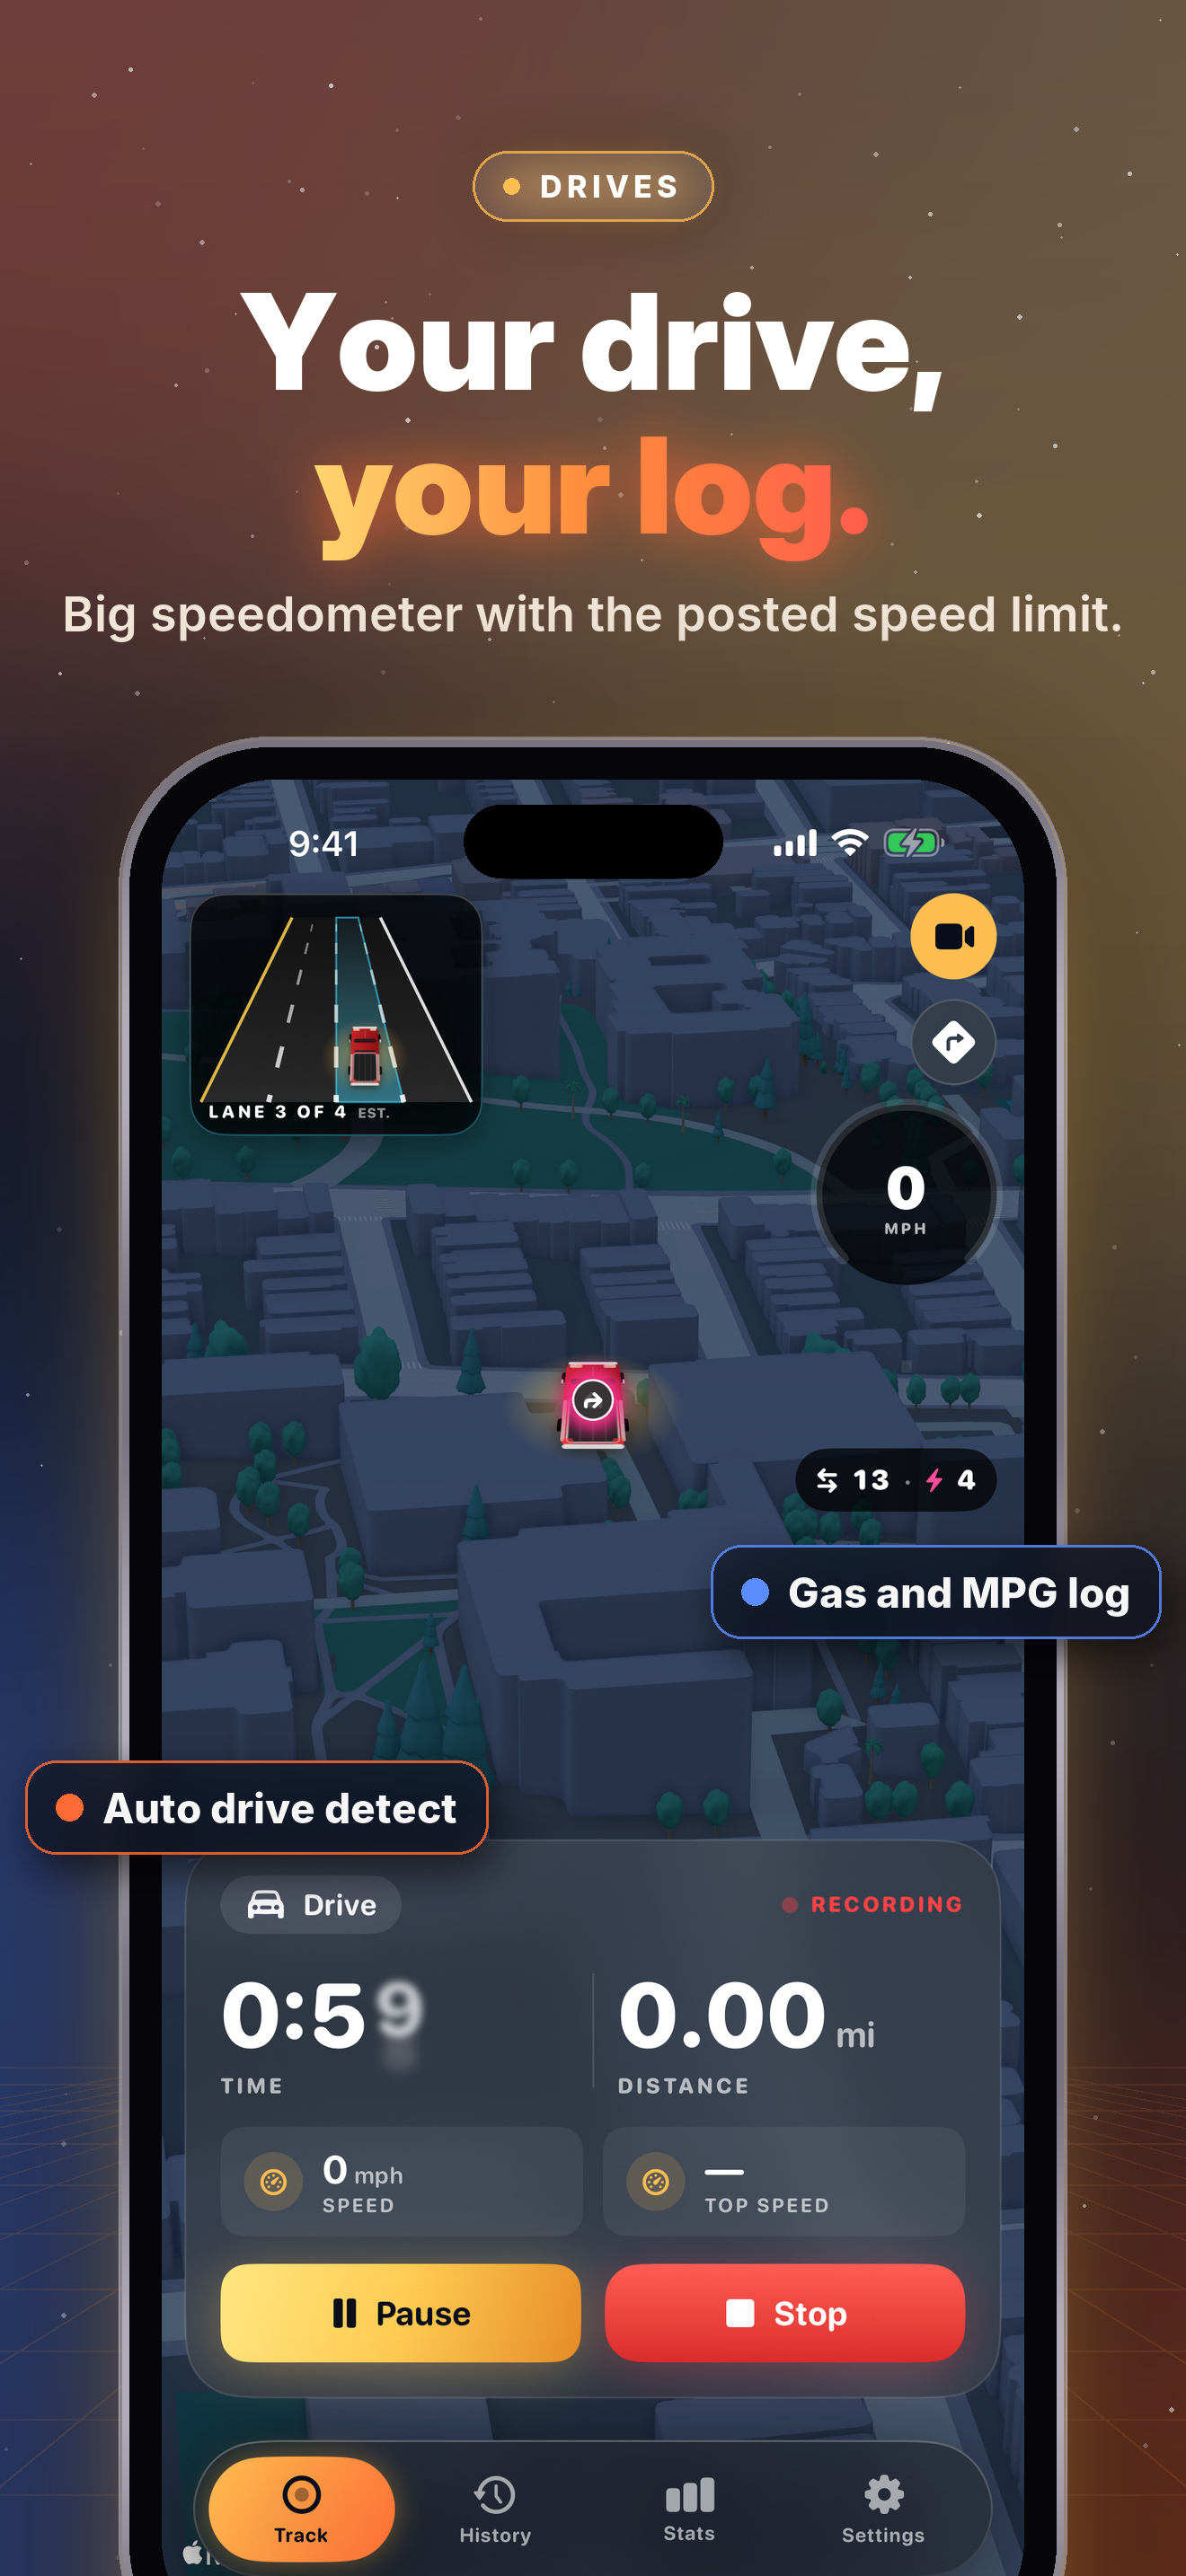 DRIVES
Your drive,
your log.
Big speedometer with the posted speed limit.
9:41
LANE 3 OF 4 EST.
0
MPH
13 · 4
Gas and MPG log
Auto drive detect
Drive
RECORDING
0:59
TIME
0.00 mi
DISTANCE
0 mph
SPEED
—
TOP SPEED
Pause
Stop
Track
History
Stats
Settings